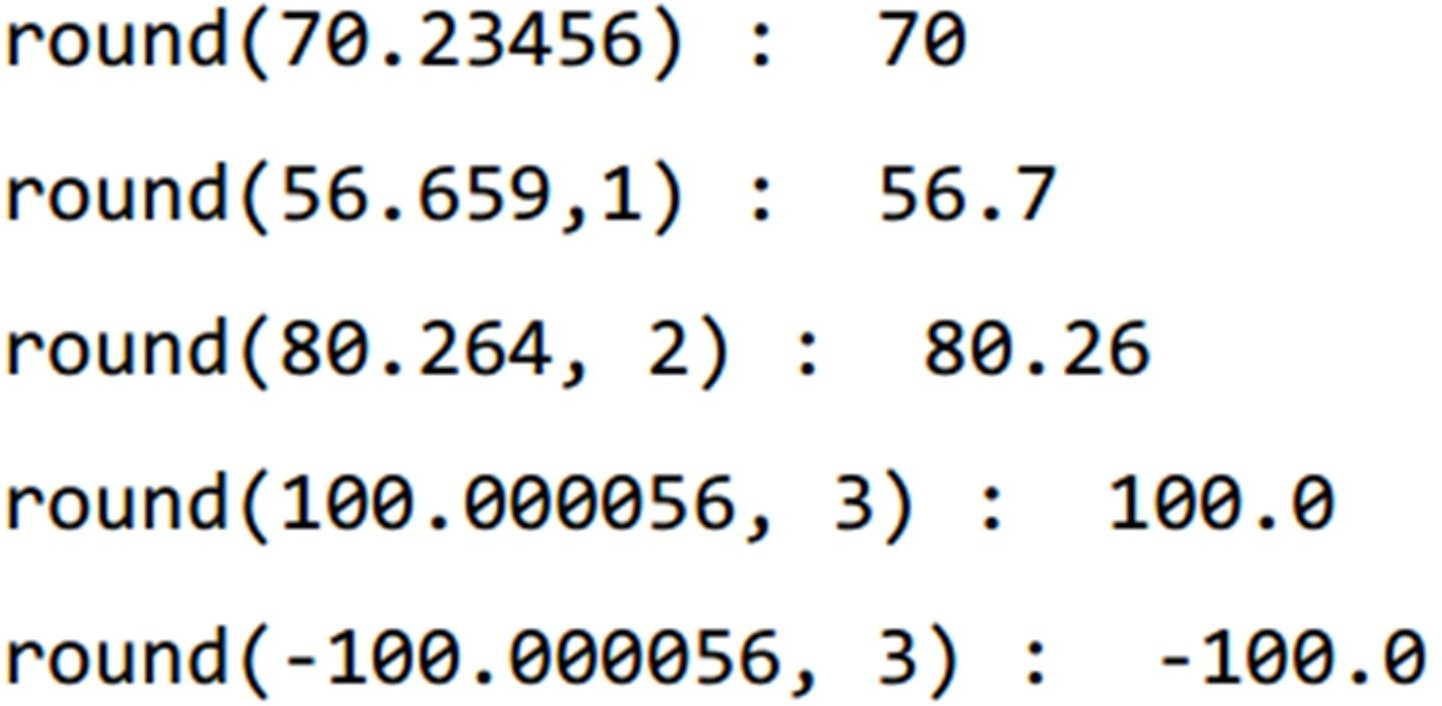 round(70.23456) :  70
round(56.659,1) :  56.7
round(80.264, 2) :  80.26
round(100.000056, 3) :  100.0
round(-100.000056, 3) :  -100.0